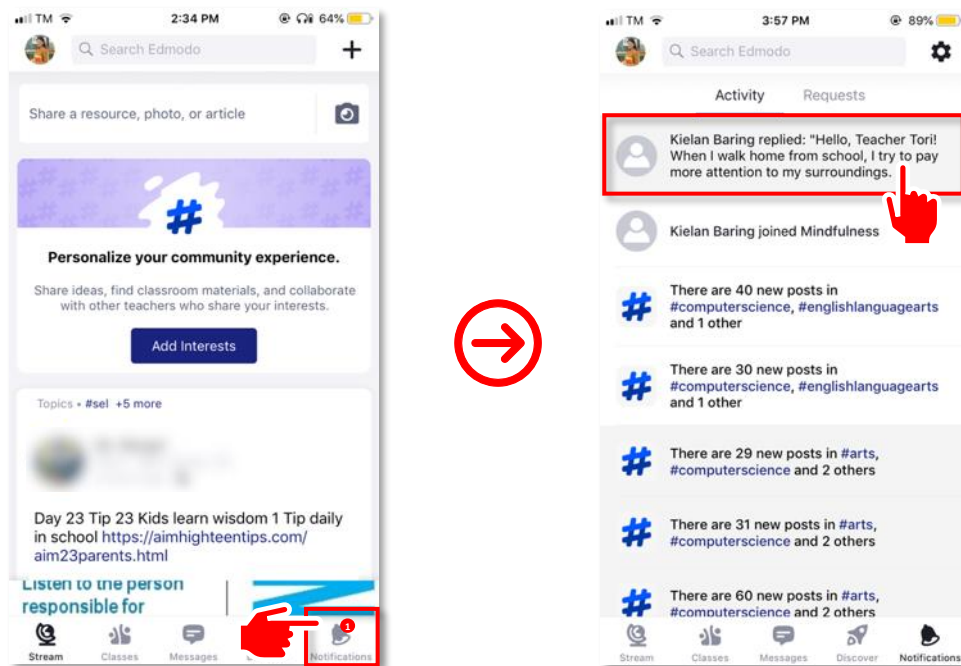 TM 2:34 PM 64%
Search Edmodo
Share a resource, photo, or article
Personalize your community experience.
Share ideas, find classroom materials, and collaborate
with other teachers who share your interests.
Add Interests
Topics • #sel +5 more
Day 23 Tip 23 Kids learn wisdom 1 Tip daily
in school https://aimhighteentips.com/
aim23parents.html
Listen to the person
responsible for
1
Stream Classes Messages Notifications
TM 3:57 PM 89%
Search Edmodo
Activity Requests
Kielan Baring replied: "Hello, Teacher Tori!
When I walk home from school, I try to pay
more attention to my surroundings.
Kielan Baring joined Mindfulness
There are 40 new posts in
#computerscience, #englishlanguagearts
and 1 other
There are 30 new posts in
#computerscience, #englishlanguagearts
and 1 other
There are 29 new posts in #arts,
#computerscience and 2 others
There are 31 new posts in #arts,
#computerscience and 2 others
There are 60 new posts in #arts,
#computerscience and 2 others
Stream Classes Messages Discover Notifications